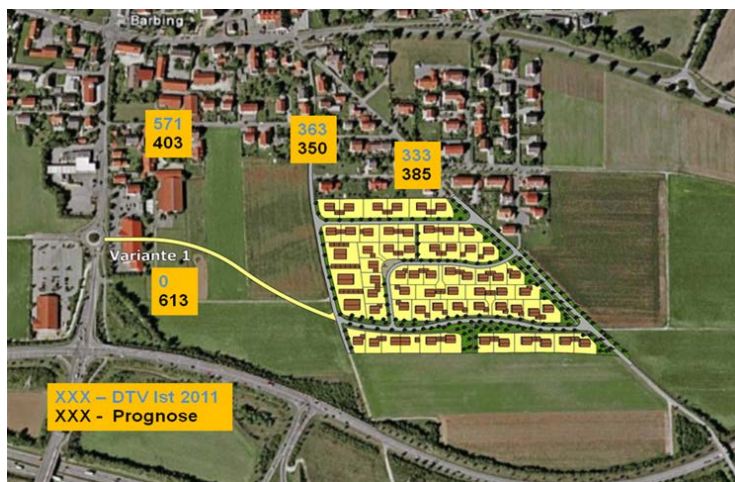 Barbing
571
403
363
350
333
385
Variante 1
0
613
XXX – DTV Ist 2011
XXX - Prognose